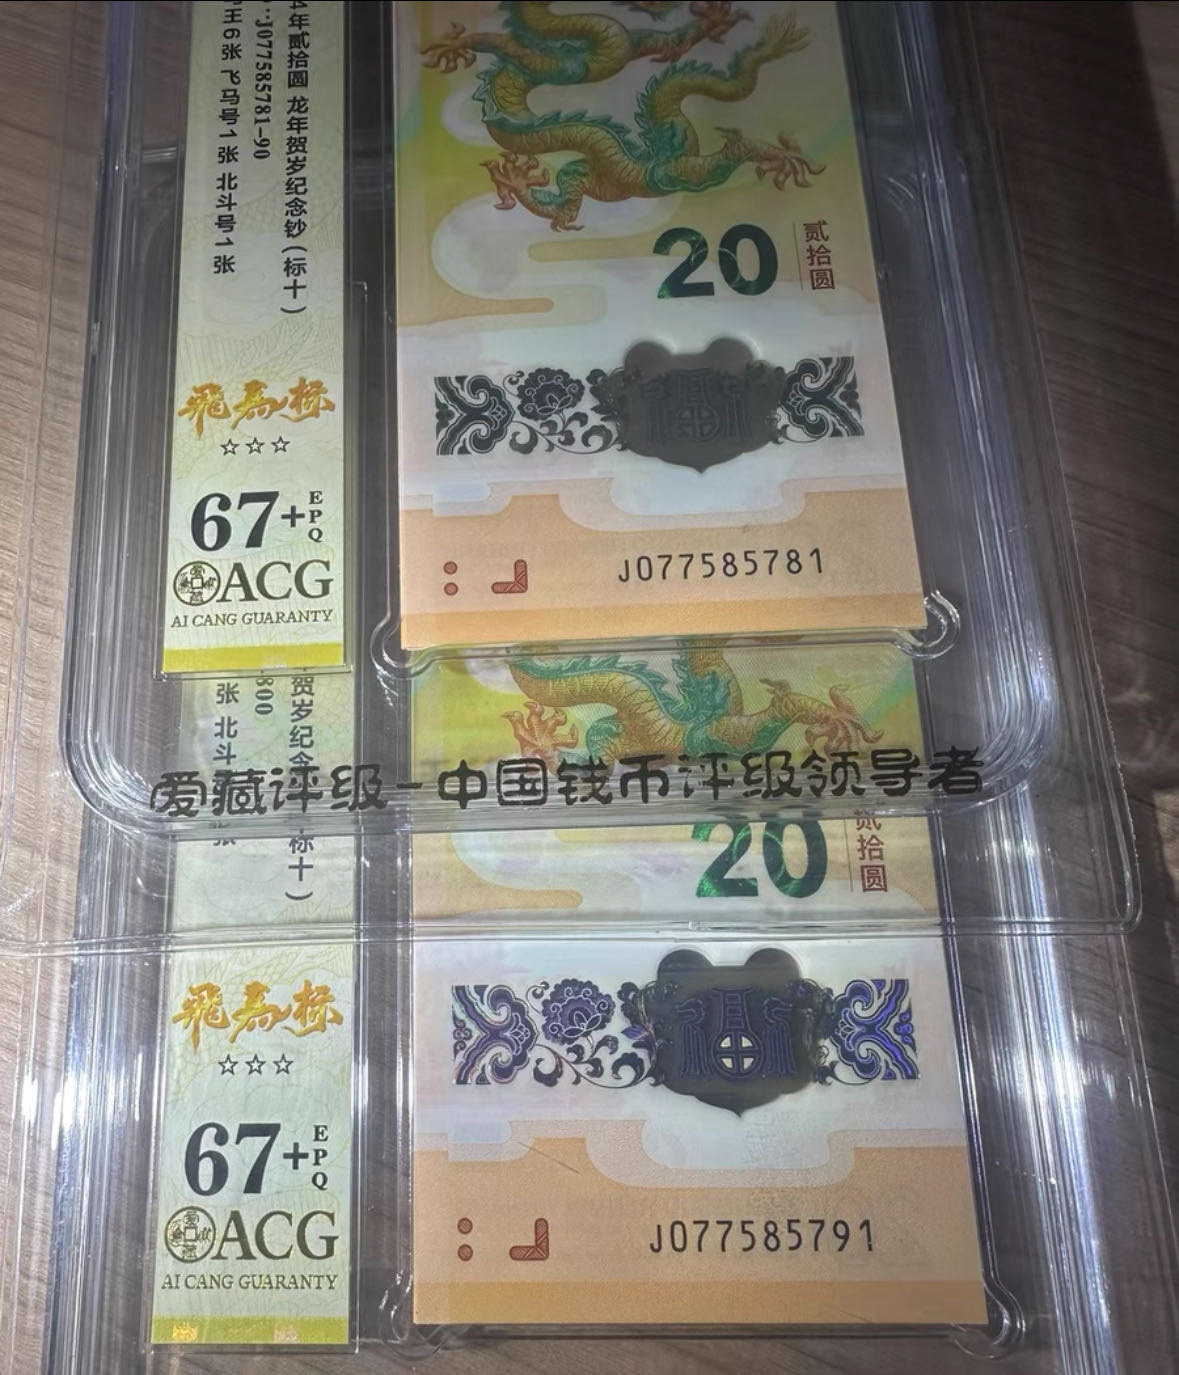 4年贰拾圆 龙年贺岁纪念钞(标十)
:J077585781-90
王6张 飞马号1张 北斗号1张
飛馬标
☆☆☆
67+EPQ
ACG
AI CANG GUARANTY
20
贰拾圆
J077585781
贺岁纪念
标十)
800
张 北斗
张
爱藏评级-中国钱币评级领导者
20
贰拾圆
飛馬标
☆☆☆
67+EPQ
ACG
AI CANG GUARANTY
J077585791